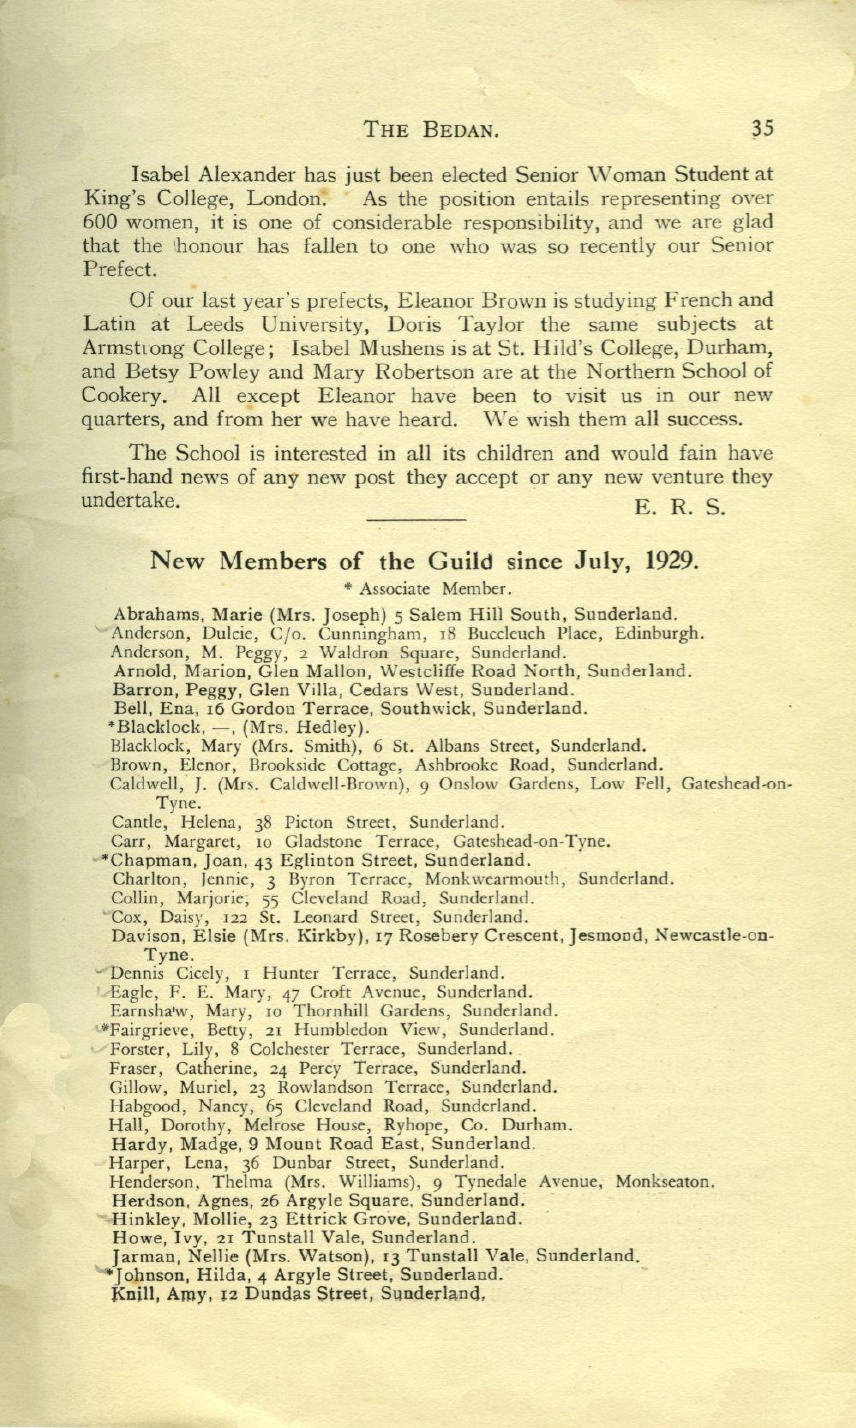 THE BEDAN. 35
Isabel Alexander has just been elected Senior Woman Student at
King's College, London. As the position entails representing over
600 women, it is one of considerable responsibility, and we are glad
that the honour has fallen to one who was so recently our Senior
Prefect.
Of our last year's prefects, Eleanor Brown is studying French and
Latin at Leeds University, Doris Taylor the same subjects at
Armstrong College; Isabel Mushens is at St. Hild's College, Durham,
and Betsy Powley and Mary Robertson are at the Northern School of
Cookery. All except Eleanor have been to visit us in our new
quarters, and from her we have heard. We wish them all success.
The School is interested in all its children and would fain have
first-hand news of any new post they accept or any new venture they
undertake. E. R. S.
New Members of the Guild since July, 1929.
* Associate Member.
Abrahams, Marie (Mrs. Joseph) 5 Salem Hill South, Sunderland.
Anderson, Dulcie, C/o. Cunningham, 18 Buccleuch Place, Edinburgh.
Anderson, M. Peggy, 2 Waldron Square, Sunderland.
Arnold, Marion, Glen Mallon, Westcliffe Road North, Sunderland.
Barron, Peggy, Glen Villa, Cedars West, Sunderland.
Bell, Ena, 16 Gordon Terrace, Southwick, Sunderland.
*Blacklock, —, (Mrs. Hedley).
Blacklock, Mary (Mrs. Smith), 6 St. Albans Street, Sunderland.
Brown, Elenor, Brookside Cottage, Ashbrooke Road, Sunderland.
Caldwell, J. (Mrs. Caldwell-Brown), 9 Onslow Gardens, Low Fell, Gateshead-on-
Tyne.
Cantle, Helena, 38 Picton Street, Sunderland.
Carr, Margaret, 10 Gladstone Terrace, Gateshead-on-Tyne.
*Chapman, Joan, 43 Eglinton Street, Sunderland.
Charlton, Jennie, 3 Byron Terrace, Monkwearmouth, Sunderland.
Collin, Marjorie, 55 Cleveland Road, Sunderland.
Cox, Daisy, 122 St. Leonard Street, Sunderland.
Davison, Elsie (Mrs. Kirkby), 17 Rosebery Crescent, Jesmond, Newcastle-on-
Tyne.
Dennis Cicely, 1 Hunter Terrace, Sunderland.
Eagle, F. E. Mary, 47 Croft Avenue, Sunderland.
Earnsha'w, Mary, 10 Thornhill Gardens, Sunderland.
*Fairgrieve, Betty, 21 Humbledon View, Sunderland.
Forster, Lily, 8 Colchester Terrace, Sunderland.
Fraser, Catherine, 24 Percy Terrace, Sunderland.
Gillow, Muriel, 23 Rowlandson Terrace, Sunderland.
Habgood, Nancy, 65 Cleveland Road, Sunderland.
Hall, Dorothy, Melrose House, Ryhope, Co. Durham.
Hardy, Madge, 9 Mount Road East, Sunderland.
Harper, Lena, 36 Dunbar Street, Sunderland.
Henderson, Thelma (Mrs. Williams), 9 Tynedale Avenue, Monkseaton.
Herdson, Agnes, 26 Argyle Square, Sunderland.
Hinkley, Mollie, 23 Ettrick Grove, Sunderland.
Howe, Ivy, 21 Tunstall Vale, Sunderland.
Jarman, Nellie (Mrs. Watson), 13 Tunstall Vale, Sunderland.
*Johnson, Hilda, 4 Argyle Street, Sunderland.
Knill, Amy, 12 Dundas Street, Sunderland.